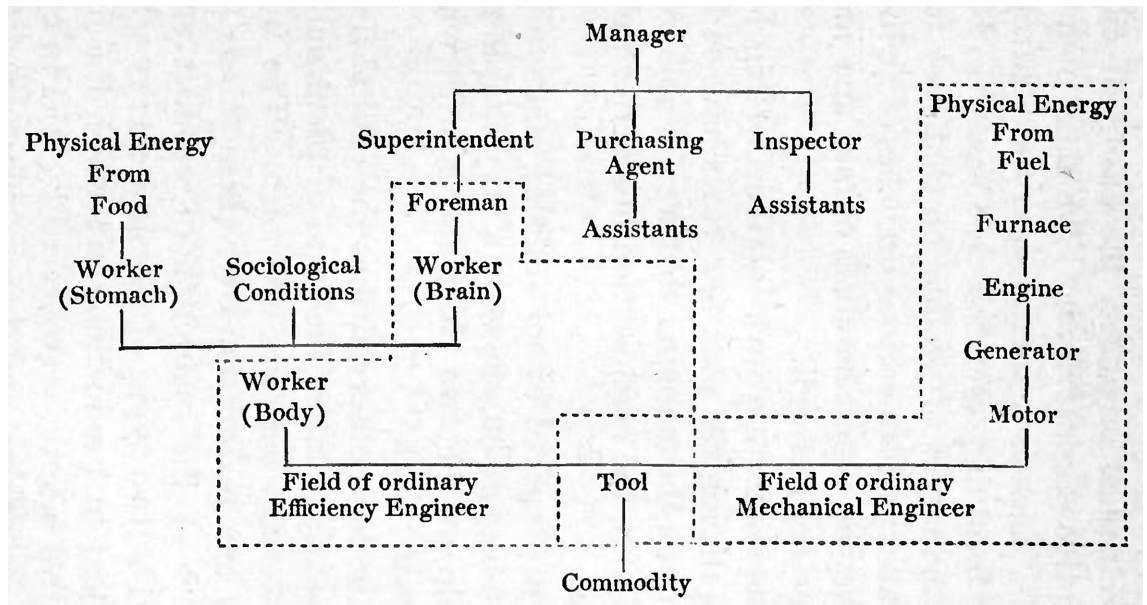 Manager
Physical Energy
From
Food
Superintendent
Purchasing
Agent
Inspector
Physical Energy
From
Fuel
Foreman
Assistants
Assistants
Furnace
Worker
(Stomach)
Sociological
Conditions
Worker
(Brain)
Engine
Generator
Worker
(Body)
Motor
Field of ordinary
Efficiency Engineer
Tool
Field of ordinary
Mechanical Engineer
Commodity